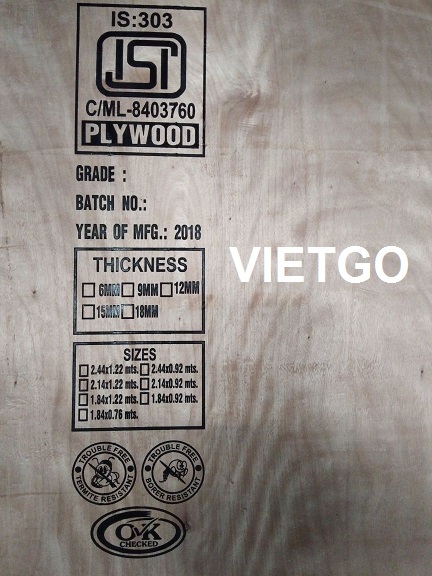 IS:303
ISI
C/ML-8403760
PLYWOOD
GRADE :
BATCH NO.:
YEAR OF MFG.: 2018
VIETGO
THICKNESS
6MM 9MM 12MM
15MM 18MM
SIZES
2.44x1.22 mts. 2.44x0.92 mts.
2.14x1.22 mts. 2.14x0.92 mts.
1.84x1.22 mts. 1.84x0.92 mts.
1.84x0.76 mts.
TROUBLE FREE
TERMITE RESISTANT
TROUBLE FREE
BORER RESISTANT
OVK
CHECKED